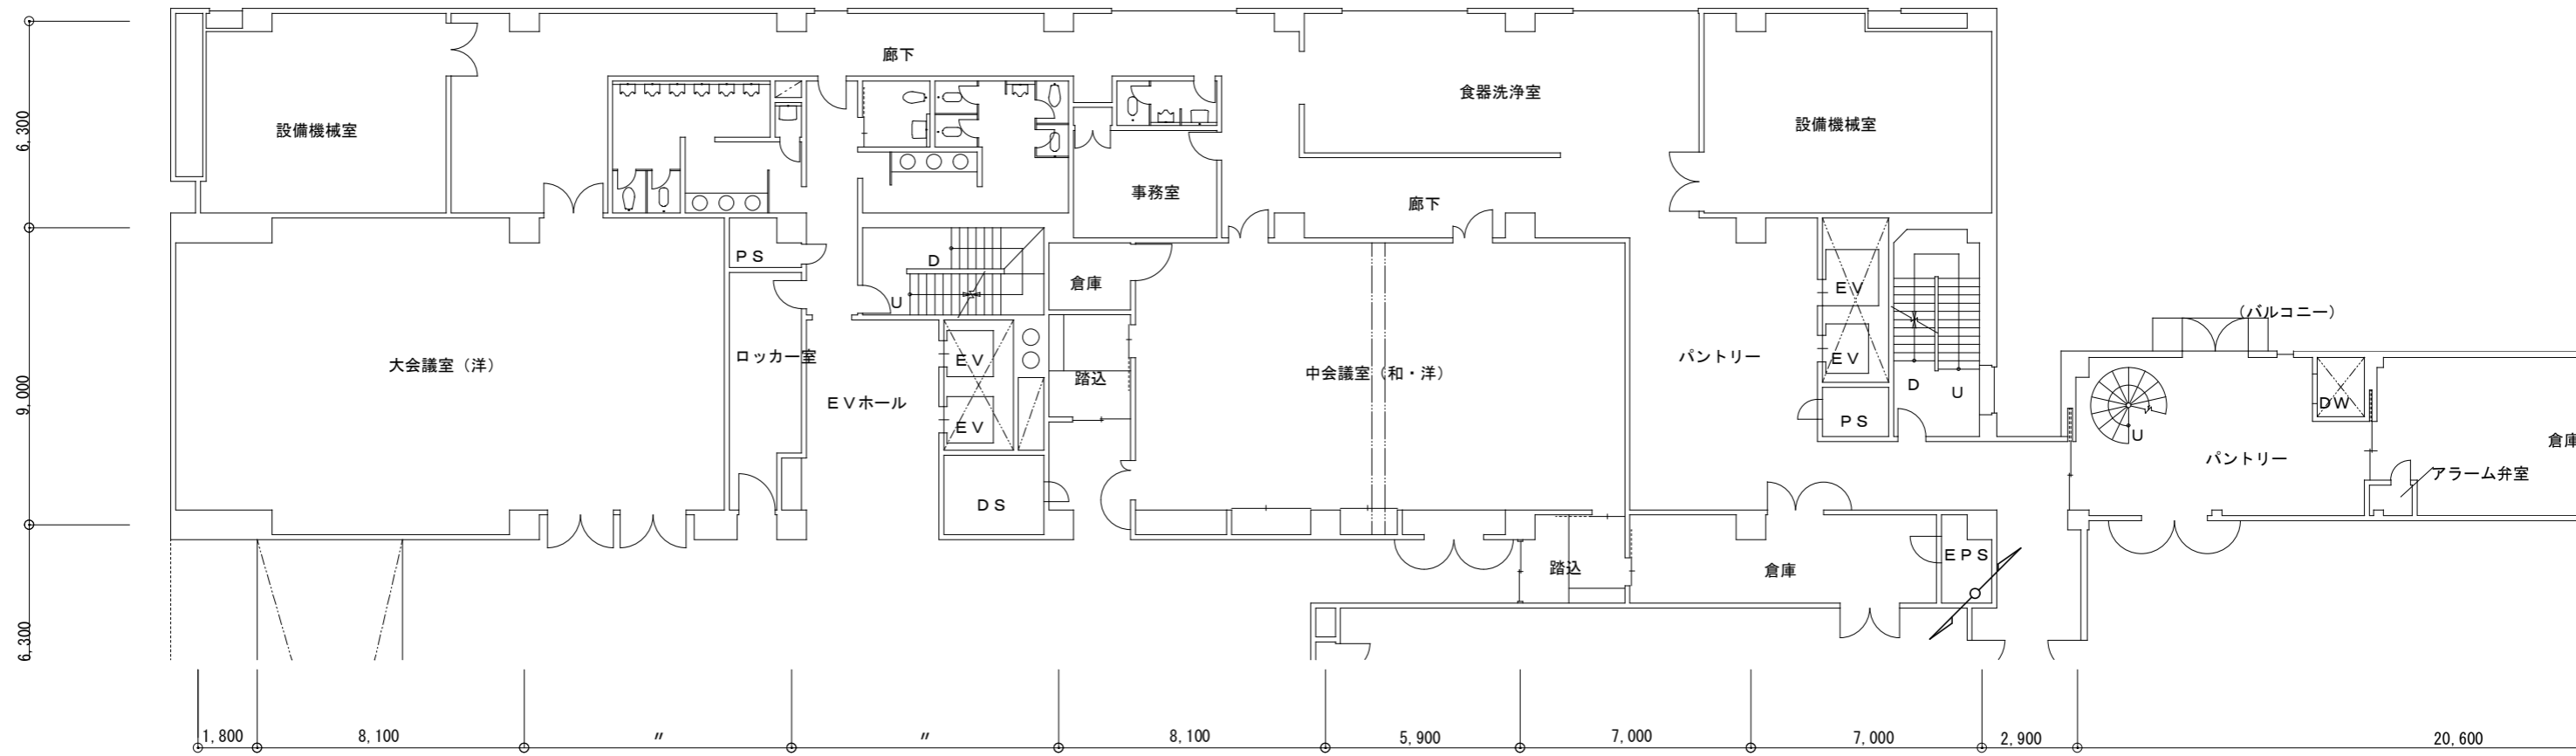 廊下
食器洗浄室
設備機械室
設備機械室
6,300
事務室
廊下
PS
D
U
倉庫
EV
(バルコニー)
大会議室（洋）
ロッカー室
EV
踏込
中会議室（和・洋）
パントリー
EV
D
U
9,000
EVホール
EV
PS
DW
U
倉庫
パントリー
アラーム弁室
DS
EPS
踏込
倉庫
6,300
1,800
8,100
〃
〃
8,100
5,900
7,000
7,000
2,900
20,600